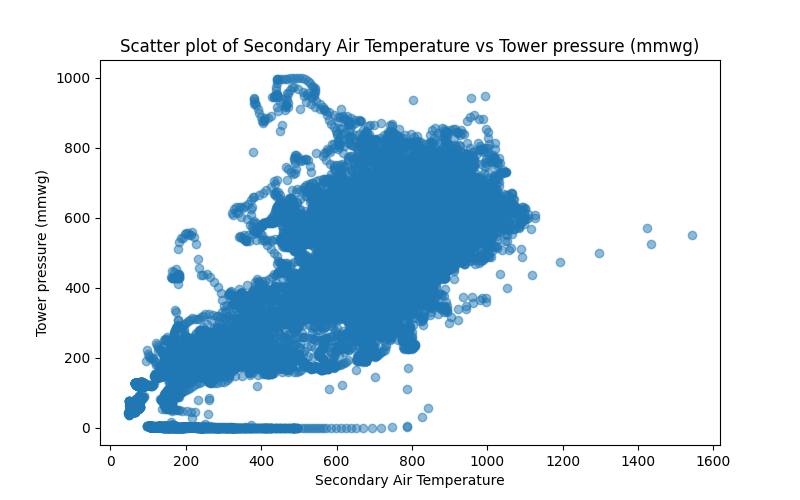 Scatter plot of Secondary Air Temperature vs Tower pressure (mmwg)
1000
800
600
400
200
0
Tower pressure (mmwg)
0 200 400 600 800 1000 1200 1400 1600
Secondary Air Temperature